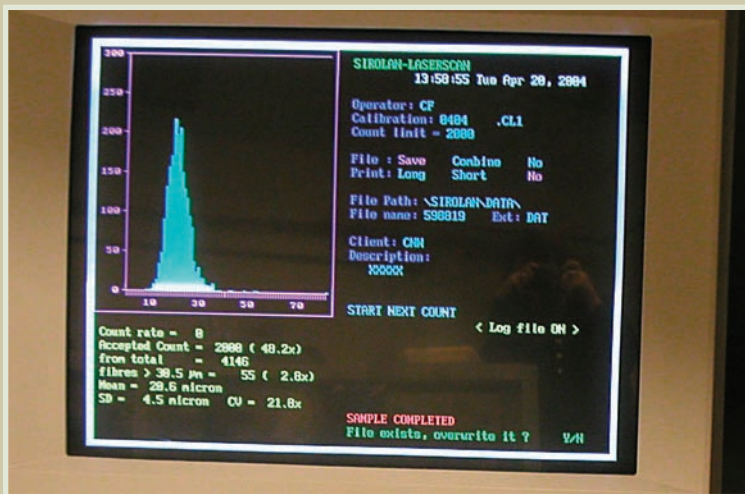 300
250
200
150
100
50
0
10 30 50 70
Count rate = 0
Accepted Count = 2000 ( 48.2%)
from total = 4146
fibres > 30.5 µm = 55 ( 2.8%)
Mean = 20.6 micron
SD = 4.5 micron CV = 21.8%
SIROLAN-LASERSCAN
13:58:55 Tue Apr 20, 2004
Operator: CF
Calibration: 0404 .CL1
Count limit = 2000
File : Save Combine No
Print: Long Short No
File Path: \SIROLAN\DATA\
File name: 598819 Ext: DAT
Client: CNW
Description:
XXXXX
START NEXT COUNT
< Log file ON >
SAMPLE COMPLETED
File exists, overwrite it ? Y/N